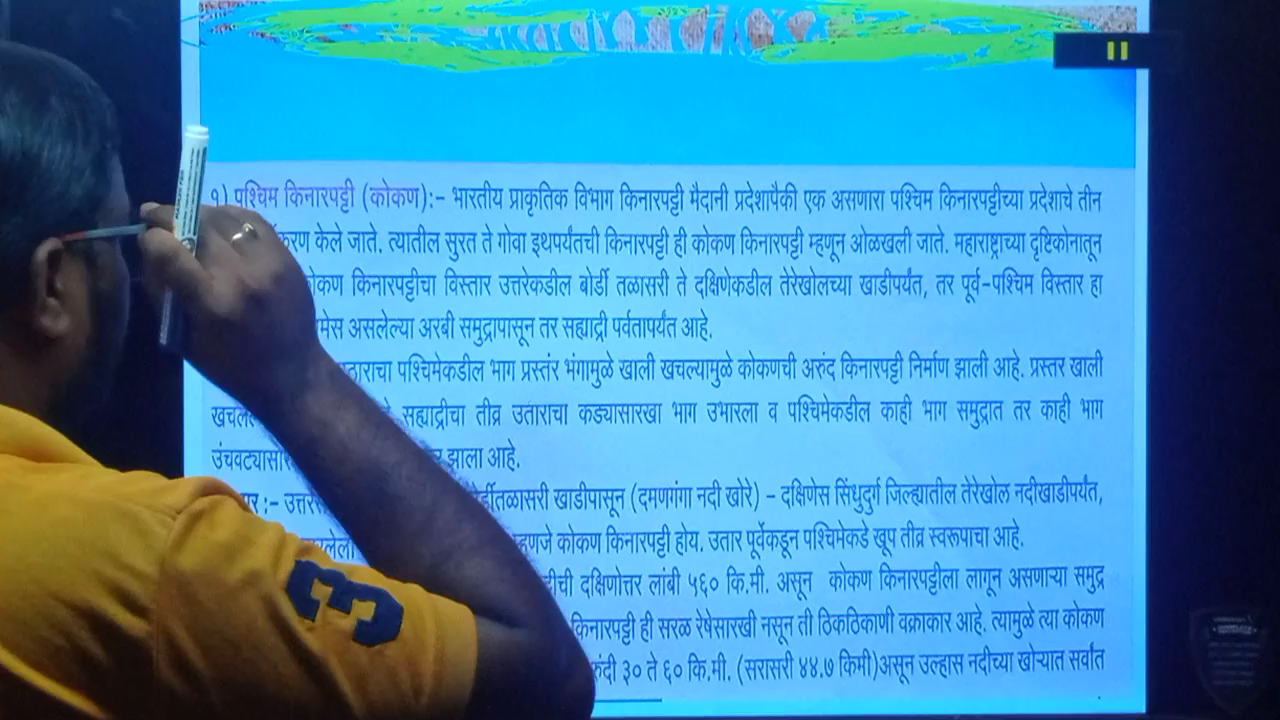 १) पश्चिम किनारपट्टी (कोकण):– भारतीय प्राकृतिक विभाग किनारपट्टी मैदानी प्रदेशापैकी एक असणारा पश्चिम किनारपट्टीच्या प्रदेशाचे तीन
केले जाते. त्यातील सुरत ते गोवा इथपर्यंतची किनारपट्टी ही कोकण किनारपट्टी म्हणून ओळखली जाते. महाराष्ट्राच्या दृष्टिकोनातून
किनारपट्टीचा विस्तार उत्तरेकडील बोर्डी तळासरी ते दक्षिणेकडील तेरेखोलच्या खाडीपर्यंत, तर पूर्व–पश्चिम विस्तार हा
असलेल्या अरबी समुद्रापासून तर सह्याद्री पर्वतापर्यंत आहे.
पश्चिमेकडील भाग प्रस्तंर भंगामुळे खाली खचल्यामुळे कोकणची अरुंद किनारपट्टी निर्माण झाली आहे. प्रस्तर खाली
सह्याद्रीचा तीव्र उताराचा कड्यासारखा भाग उभारला व पश्चिमेकडील काही भाग समुद्रात तर काही भाग
झाला आहे.
खाडीपासून (दमणगंगा नदी खोरे) – दक्षिणेस सिंधुदुर्ग जिल्ह्यातील तेरेखोल नदीखाडीपर्यंत,
कोकण किनारपट्टी होय. उतार पूर्वेकडून पश्चिमेकडे खूप तीव्र स्वरूपाचा आहे.
दक्षिणोत्तर लांबी ५६० कि.मी. असून कोकण किनारपट्टीला लागून असणाऱ्या समुद्र
किनारपट्टी ही सरळ रेषेसारखी नसून ती ठिकठिकाणी वक्राकार आहे. त्यामुळे त्या कोकण
३० ते ६० कि.मी. (सरासरी ४४.७ किमी)असून उल्हास नदीच्या खोऱ्यात सर्वांत
3